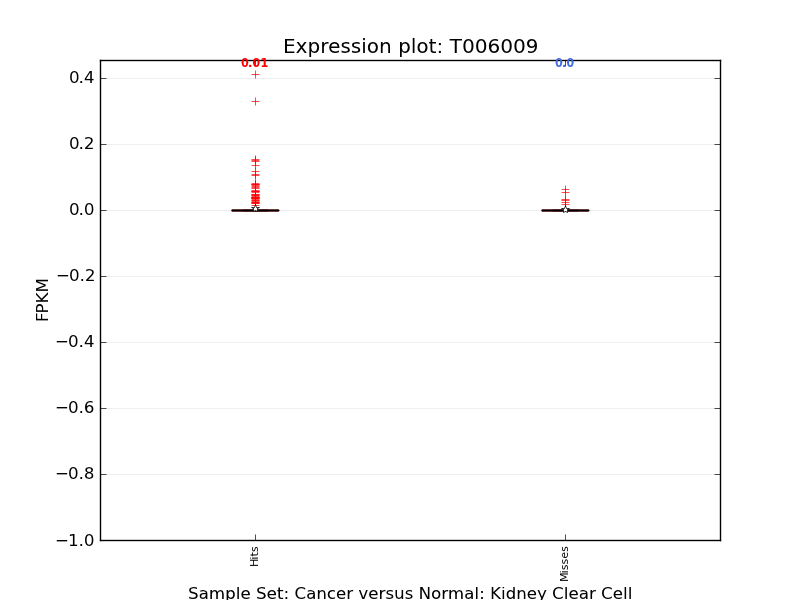 Expression plot: T006009
0.01
0.0
0.4
0.2
0.0
−0.2
−0.4
−0.6
−0.8
−1.0
FPKM
Hits
Misses
Sample Set: Cancer versus Normal: Kidney Clear Cell